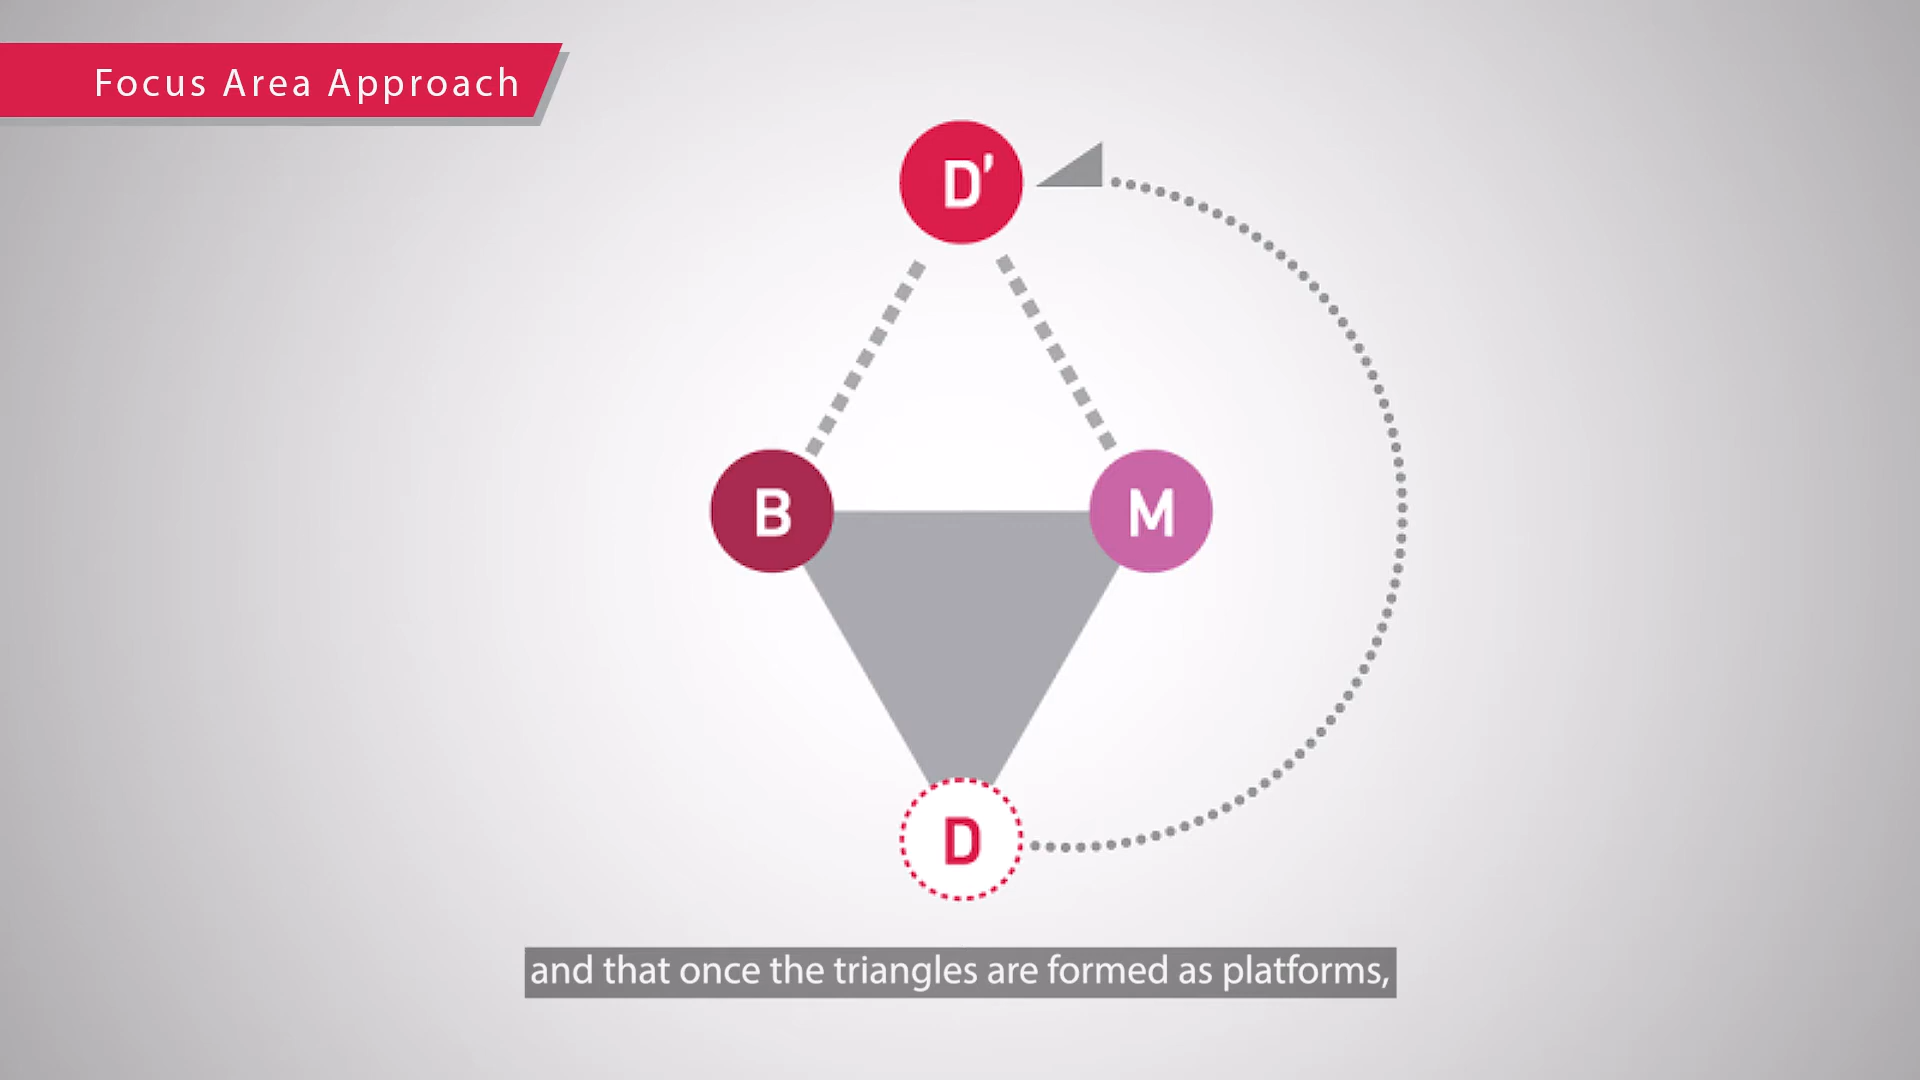 Focus Area Approach
D’
B
M
D
and that once the triangles are formed as platforms,